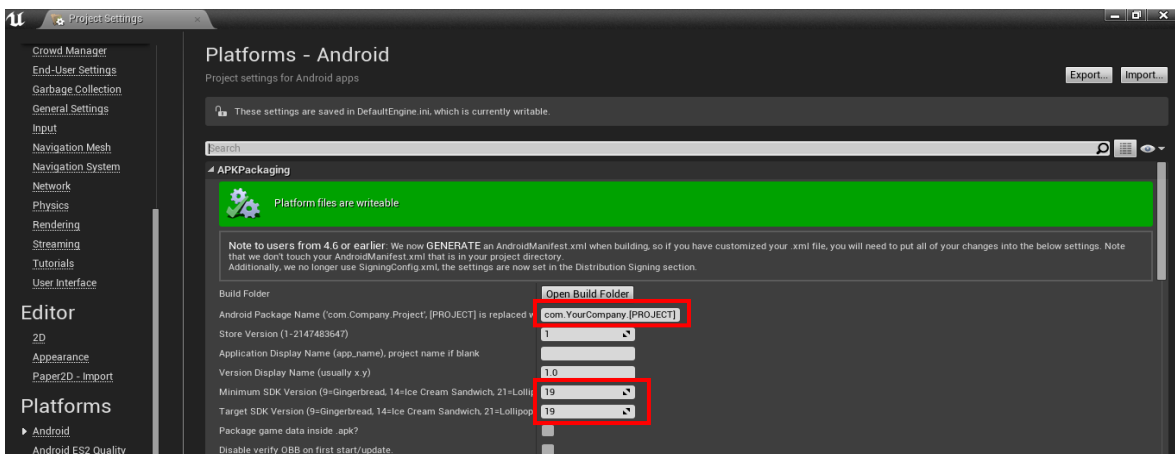 Project Settings
Crowd Manager
End-User Settings
Garbage Collection
General Settings
Input
Navigation Mesh
Navigation System
Network
Physics
Rendering
Streaming
Tutorials
User Interface
Editor
2D
Appearance
Paper2D - Import
Platforms
Android
Android ES2 Quality
Platforms - Android
Project settings for Android apps
Export...
Import...
These settings are saved in DefaultEngine.ini, which is currently writable.
Search
APKPackaging
Platform files are writeable
Note to users from 4.6 or earlier: We now GENERATE an AndroidManifest.xml when building, so if you have customized your .xml file, you will need to put all of your changes into the below settings. Note
that we don't touch your AndroidManifest.xml that is in your project directory.
Additionally, we no longer use SigningConfig.xml, the settings are now set in the Distribution Signing section.
Build Folder
Open Build Folder
Android Package Name ('com.Company.Project', [PROJECT] is replaced w
com.YourCompany.[PROJECT]
Store Version (1-2147483647)
1
Application Display Name (app_name), project name if blank
Version Display Name (usually x.y)
1.0
Minimum SDK Version (9=Gingerbread, 14=Ice Cream Sandwich, 21=Lollip
19
Target SDK Version (9=Gingerbread, 14=Ice Cream Sandwich, 21=Lollipop
19
Package game data inside .apk?
Disable verify OBB on first start/update.